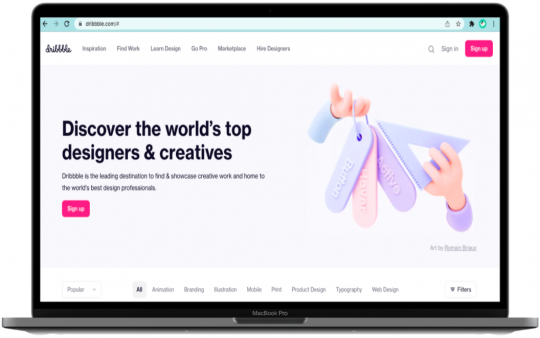 dribbble.com/#
dribbble Inspiration Find Work Learn Design Go Pro Marketplace Hire Designers Sign in Sign up
Discover the world's top
designers & creatives
Dribbble is the leading destination to find & showcase creative work and home to
the world's best design professionals.
Sign up
Button
Active
Art by Romain Briaux
Popular All Animation Branding Illustration Mobile Print Product Design Typography Web Design Filters
MacBook Pro